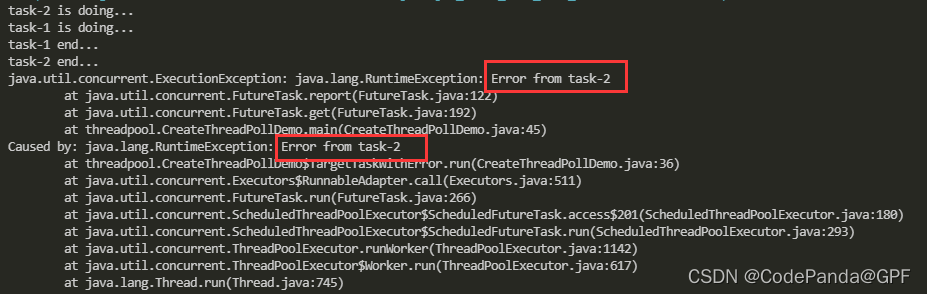 task-2 is doing...
task-1 is doing...
task-1 end...
task-2 end...
java.util.concurrent.ExecutionException: java.lang.RuntimeException: Error from task-2
at java.util.concurrent.FutureTask.report(FutureTask.java:122)
at java.util.concurrent.FutureTask.get(FutureTask.java:192)
at threadpool.CreateThreadPollDemo.main(CreateThreadPollDemo.java:45)
Caused by: java.lang.RuntimeException: Error from task-2
at threadpool.CreateThreadPollDemo$TargetTaskWithError.run(CreateThreadPollDemo.java:36)
at java.util.concurrent.Executors$RunnableAdapter.call(Executors.java:511)
at java.util.concurrent.FutureTask.run(FutureTask.java:266)
at java.util.concurrent.ScheduledThreadPoolExecutor$ScheduledFutureTask.access$201(ScheduledThreadPoolExecutor.java:180)
at java.util.concurrent.ScheduledThreadPoolExecutor$ScheduledFutureTask.run(ScheduledThreadPoolExecutor.java:293)
at java.util.concurrent.ThreadPoolExecutor.runWorker(ThreadPoolExecutor.java:1142)
at java.util.concurrent.ThreadPoolExecutor$Worker.run(ThreadPoolExecutor.java:617)
at java.lang.Thread.run(Thread.java:745)
CSDN @CodePanda@GPF